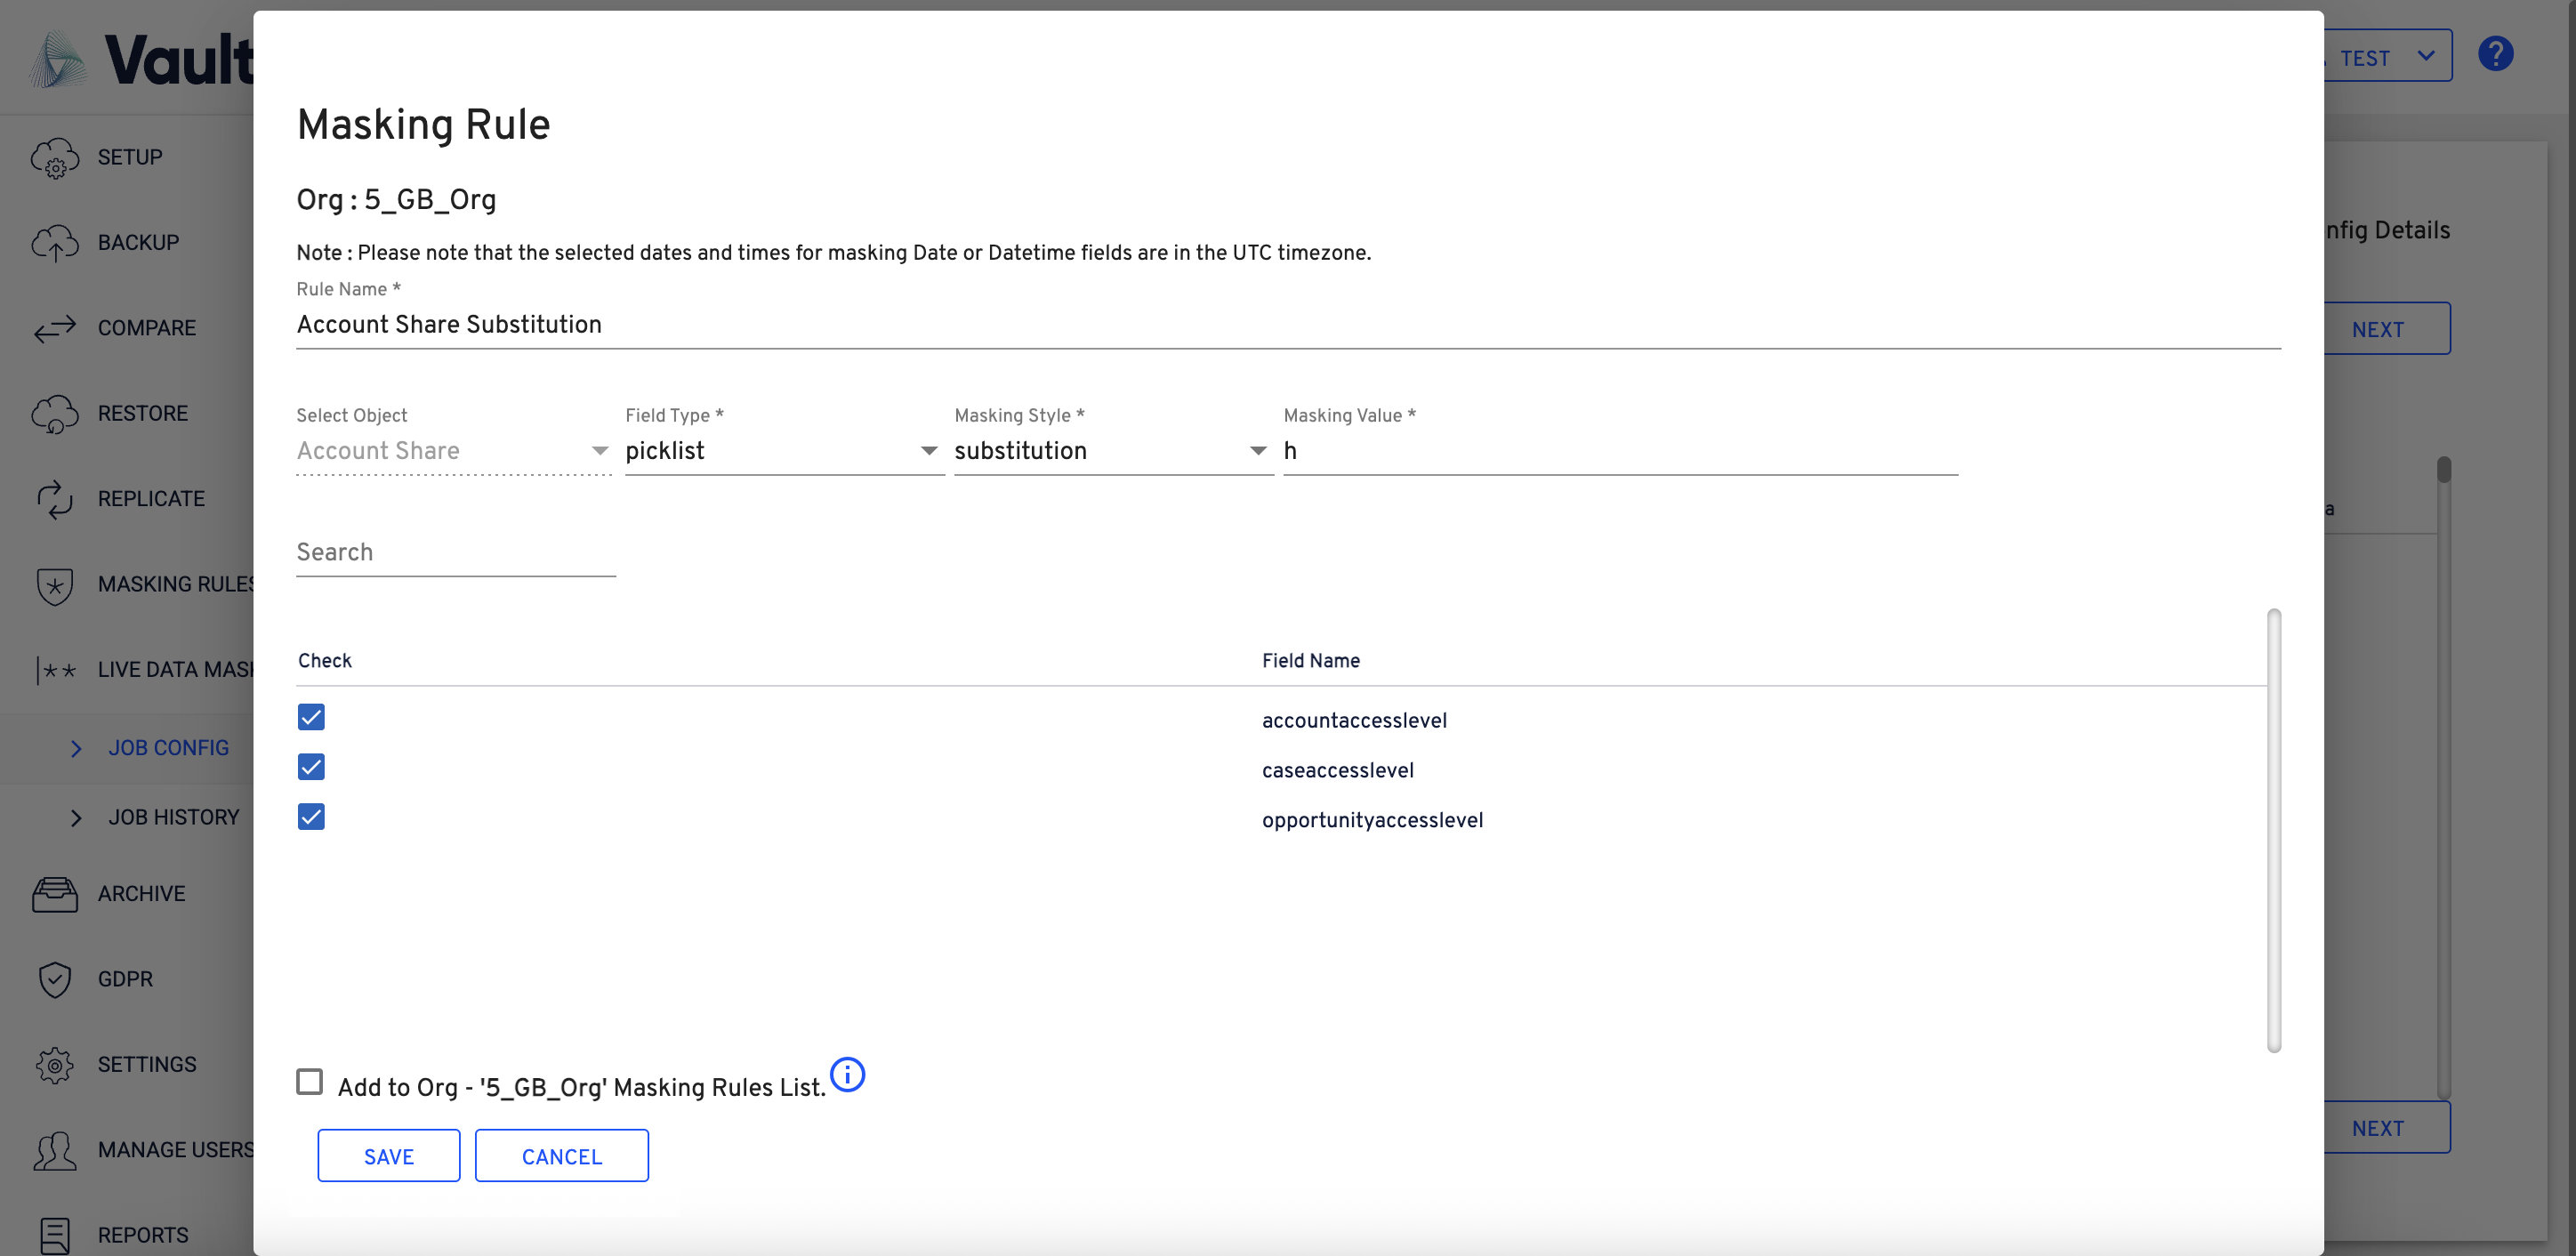 Vault
TEST
?
SETUP
BACKUP
COMPARE
RESTORE
REPLICATE
MASKING RULES
LIVE DATA MASK
JOB CONFIG
JOB HISTORY
ARCHIVE
GDPR
SETTINGS
MANAGE USERS
REPORTS
Masking Rule
Org : 5_GB_Org
Note : Please note that the selected dates and times for masking Date or Datetime fields are in the UTC timezone.
Rule Name *
Account Share Substitution
Select Object
Field Type *
Masking Style *
Masking Value *
Account Share
picklist
substitution
h
Search
Check
Field Name
accountaccesslevel
caseaccesslevel
opportunityaccesslevel
Add to Org - '5_GB_Org' Masking Rules List.
SAVE
CANCEL
nfig Details
NEXT
a
NEXT